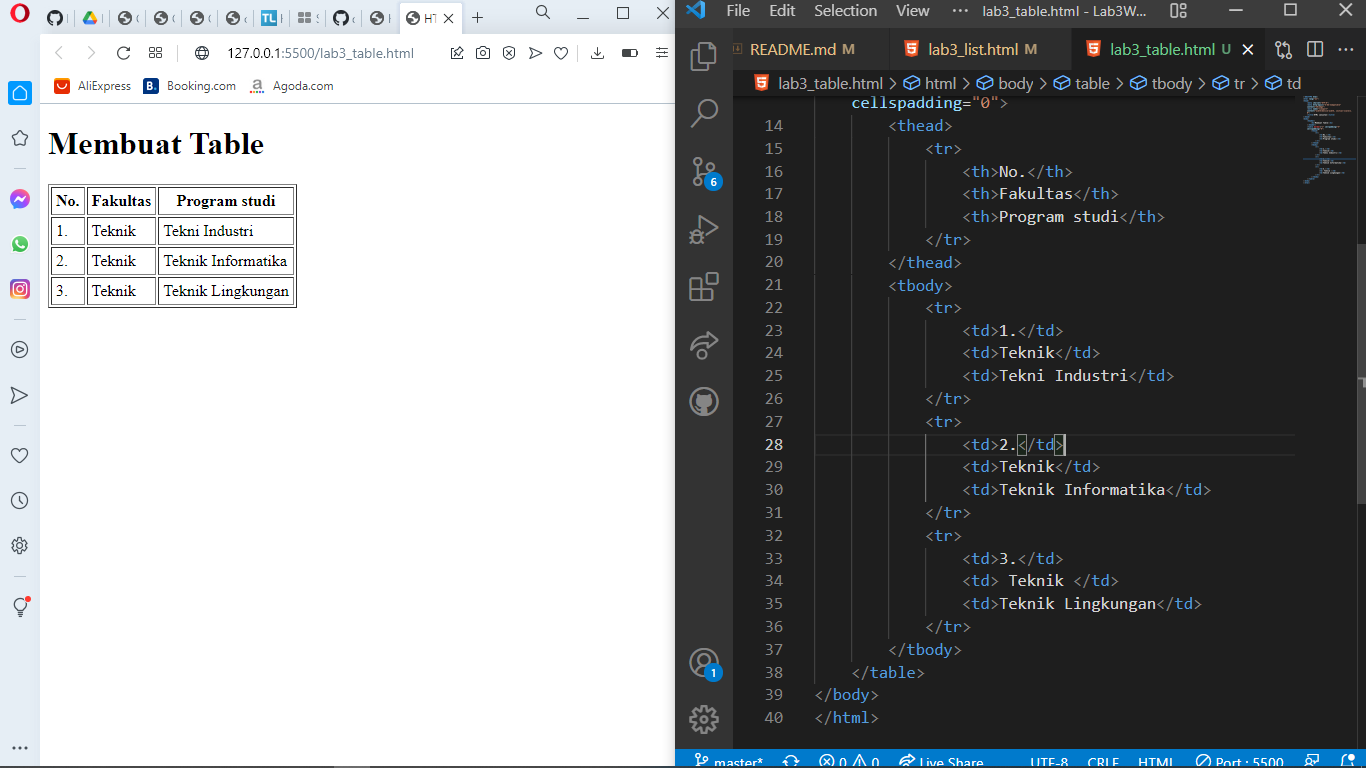 HT
127.0.0.1:5500/lab3_table.html
AliExpress
B.
Booking.com
a
Agoda.com
Membuat Table
No. Fakultas Program studi
1. Teknik Tekni Industri
2. Teknik Teknik Informatika
3. Teknik Teknik Lingkungan
File Edit Selection View ··· lab3_table.html - Lab3W...
README.md M lab3_list.html M lab3_table.html U
lab3_table.html > html > body > table > tbody > tr > td
cellspadding="0">
14 <thead>
15 <tr>
16 <th>No.</th>
17 <th>Fakultas</th>
18 <th>Program studi</th>
19 </tr>
20 </thead>
21 <tbody>
22 <tr>
23 <td>1.</td>
24 <td>Teknik</td>
25 <td>Tekni Industri</td>
26 </tr>
27 <tr>
28 <td>2.</td>
29 <td>Teknik</td>
30 <td>Teknik Informatika</td>
31 </tr>
32 <tr>
33 <td>3.</td>
34 <td> Teknik </td>
35 <td>Teknik Lingkungan</td>
36 </tr>
37 </tbody>
38 </table>
39 </body>
40 </html>
6
1
master* 0 0 Live Share UTF-8 CRLF HTML Port : 5500